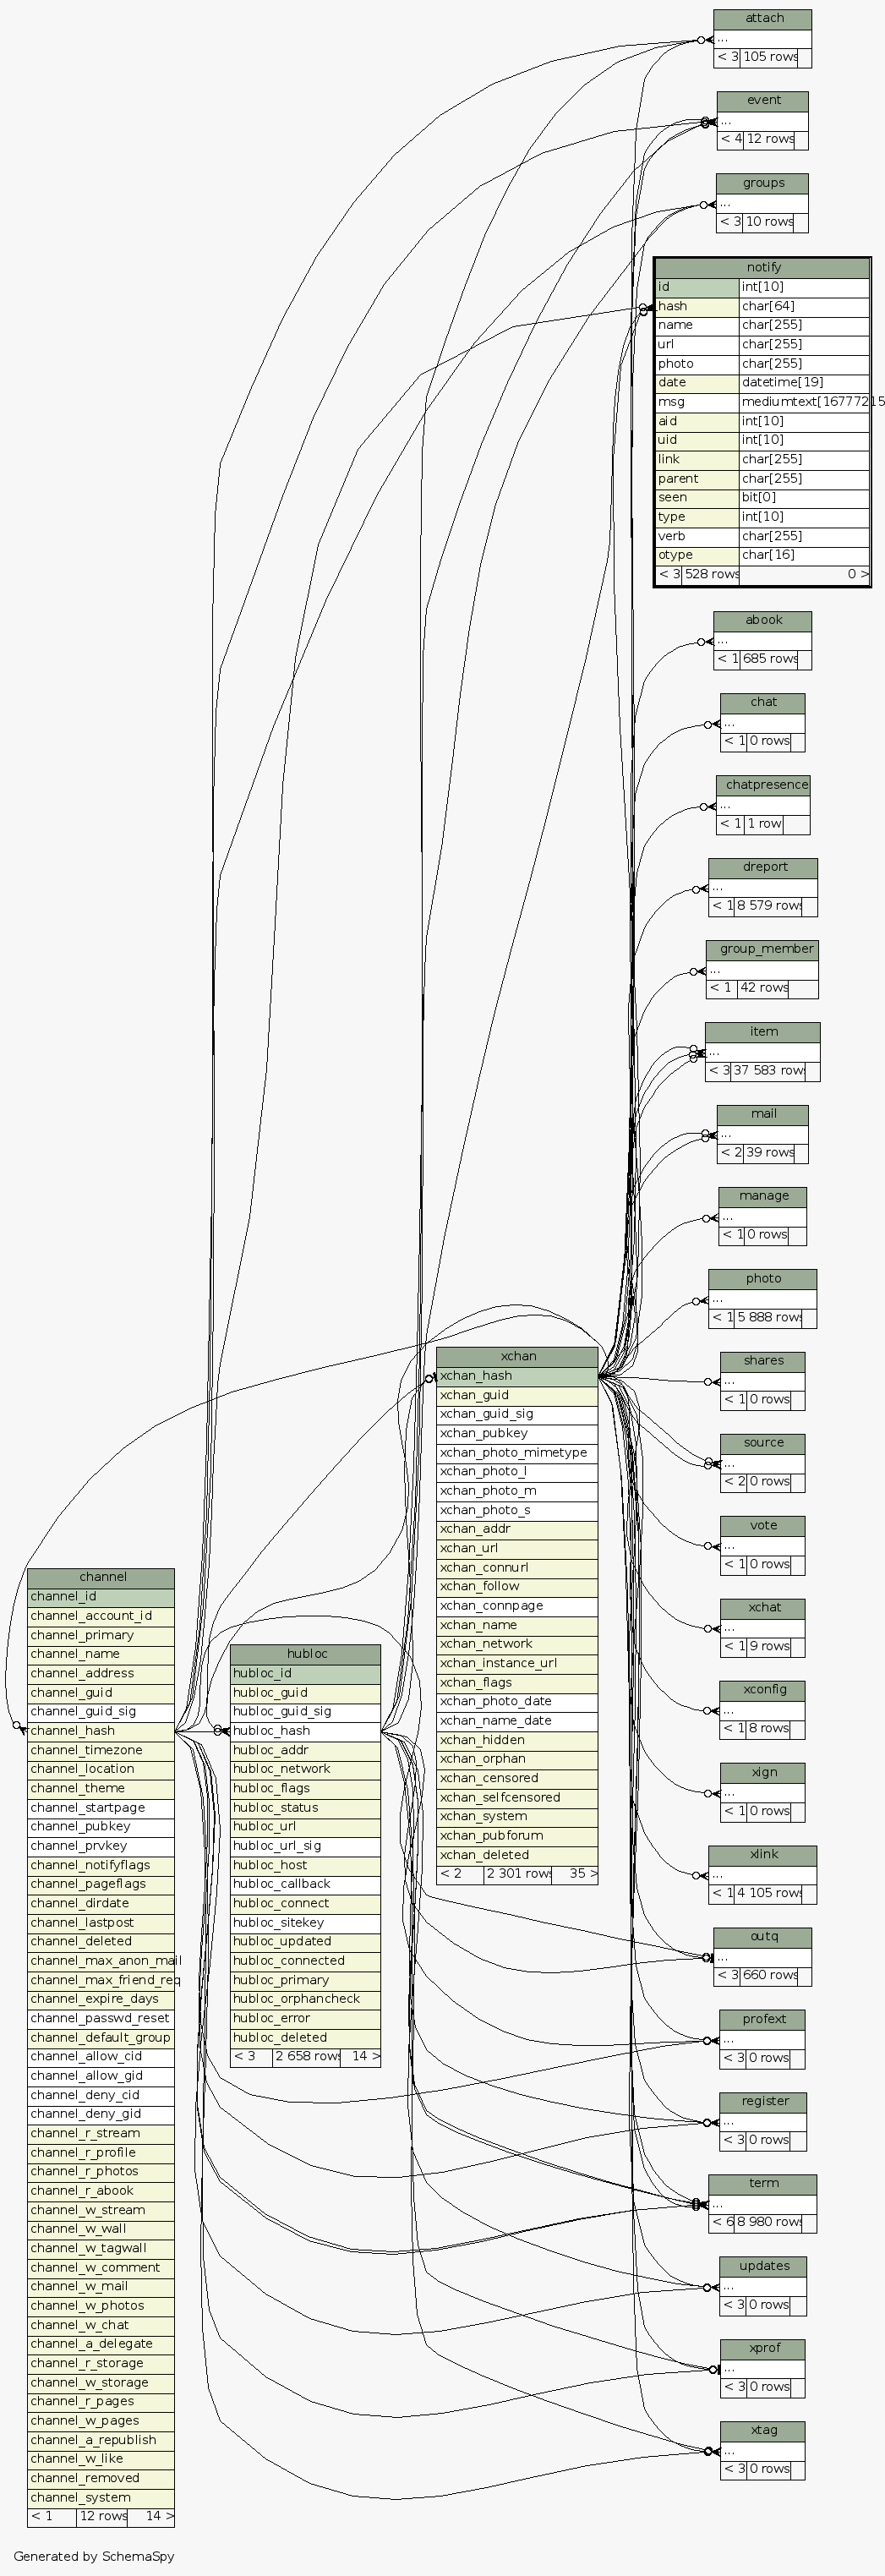 attach
...
< 3 105 rows
event
...
< 4 12 rows
groups
...
< 3 10 rows
notify
id int[10]
hash char[64]
name char[255]
url char[255]
photo char[255]
date datetime[19]
msg mediumtext[16777215
aid int[10]
uid int[10]
link char[255]
parent char[255]
seen bit[0]
type int[10]
verb char[255]
otype char[16]
< 3 528 rows 0 >
abook
...
< 1 685 rows
chat
...
< 1 0 rows
chatpresence
...
< 1 1 row
dreport
...
< 1 8 579 rows
group_member
...
< 1 42 rows
item
...
< 3 37 583 rows
mail
...
< 2 39 rows
manage
...
< 1 0 rows
photo
...
< 1 5 888 rows
shares
...
< 1 0 rows
source
...
< 2 0 rows
vote
...
< 1 0 rows
xchat
...
< 1 9 rows
xconfig
...
< 1 8 rows
xign
...
< 1 0 rows
xlink
...
< 1 4 105 rows
outq
...
< 3 660 rows
profext
...
< 3 0 rows
register
...
< 3 0 rows
term
...
< 6 8 980 rows
updates
...
< 3 0 rows
xprof
...
< 3 0 rows
xtag
...
< 3 0 rows
xchan
xchan_hash
xchan_guid
xchan_guid_sig
xchan_pubkey
xchan_photo_mimetype
xchan_photo_l
xchan_photo_m
xchan_photo_s
xchan_addr
xchan_url
xchan_connurl
xchan_follow
xchan_connpage
xchan_name
xchan_network
xchan_instance_url
xchan_flags
xchan_photo_date
xchan_name_date
xchan_hidden
xchan_orphan
xchan_censored
xchan_selfcensored
xchan_system
xchan_pubforum
xchan_deleted
< 2 2 301 rows 35 >
hubloc
hubloc_id
hubloc_guid
hubloc_guid_sig
hubloc_hash
hubloc_addr
hubloc_network
hubloc_flags
hubloc_status
hubloc_url
hubloc_url_sig
hubloc_host
hubloc_callback
hubloc_connect
hubloc_sitekey
hubloc_updated
hubloc_connected
hubloc_primary
hubloc_orphancheck
hubloc_error
hubloc_deleted
< 3 2 658 rows 14 >
channel
channel_id
channel_account_id
channel_primary
channel_name
channel_address
channel_guid
channel_guid_sig
channel_hash
channel_timezone
channel_location
channel_theme
channel_startpage
channel_pubkey
channel_prvkey
channel_notifyflags
channel_pageflags
channel_dirdate
channel_lastpost
channel_deleted
channel_max_anon_mail
channel_max_friend_req
channel_expire_days
channel_passwd_reset
channel_default_group
channel_allow_cid
channel_allow_gid
channel_deny_cid
channel_deny_gid
channel_r_stream
channel_r_profile
channel_r_photos
channel_r_abook
channel_w_stream
channel_w_wall
channel_w_tagwall
channel_w_comment
channel_w_mail
channel_w_photos
channel_w_chat
channel_a_delegate
channel_r_storage
channel_w_storage
channel_r_pages
channel_w_pages
channel_a_republish
channel_w_like
channel_removed
channel_system
< 1 12 rows 14 >
Generated by SchemaSpy